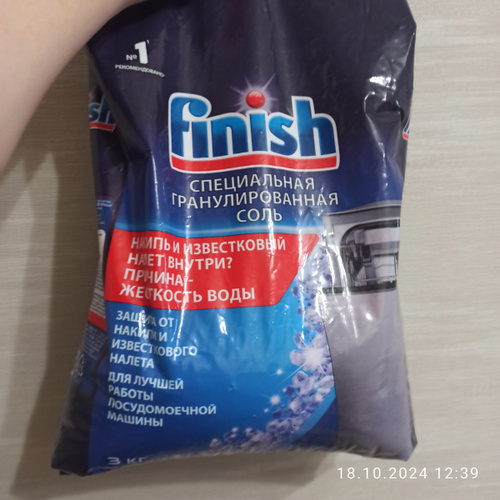 №1
РЕКОМЕНДОВАНО
finish
СПЕЦИАЛЬНАЯ
ГРАНУЛИРОВАННАЯ
СОЛЬ
НАКИПЬ И ИЗВЕСТКОВЫЙ
НАЛЕТ ВНУТРИ?
ПРИЧИНА -
ЖЕСТКОСТЬ ВОДЫ
ЗАЩИТА ОТ
НАКИПИ И
ИЗВЕСТКОВОГО
НАЛЕТА
ДЛЯ ЛУЧШЕЙ
РАБОТЫ
ПОСУДОМОЕЧНОЙ
МАШИНЫ
3 КГ
18.10.2024 12:39